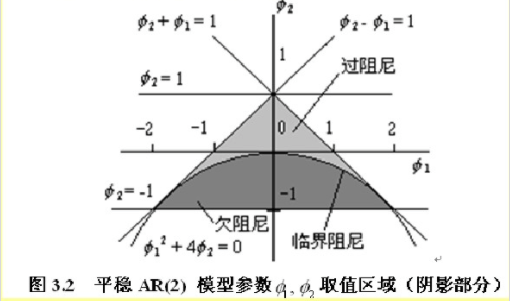 ϕ₂
ϕ₂+ϕ₁=1
ϕ₂-ϕ₁=1
1
过阻尼
ϕ₂=1
-2 -1 0 1 2
ϕ₁
ϕ₂=-1
-1
欠阻尼
临界阻尼
ϕ₁²+4ϕ₂=0
图 3.2 平稳 AR(2) 模型参数 ϕ₁, ϕ₂ 取值区域（阴影部分）